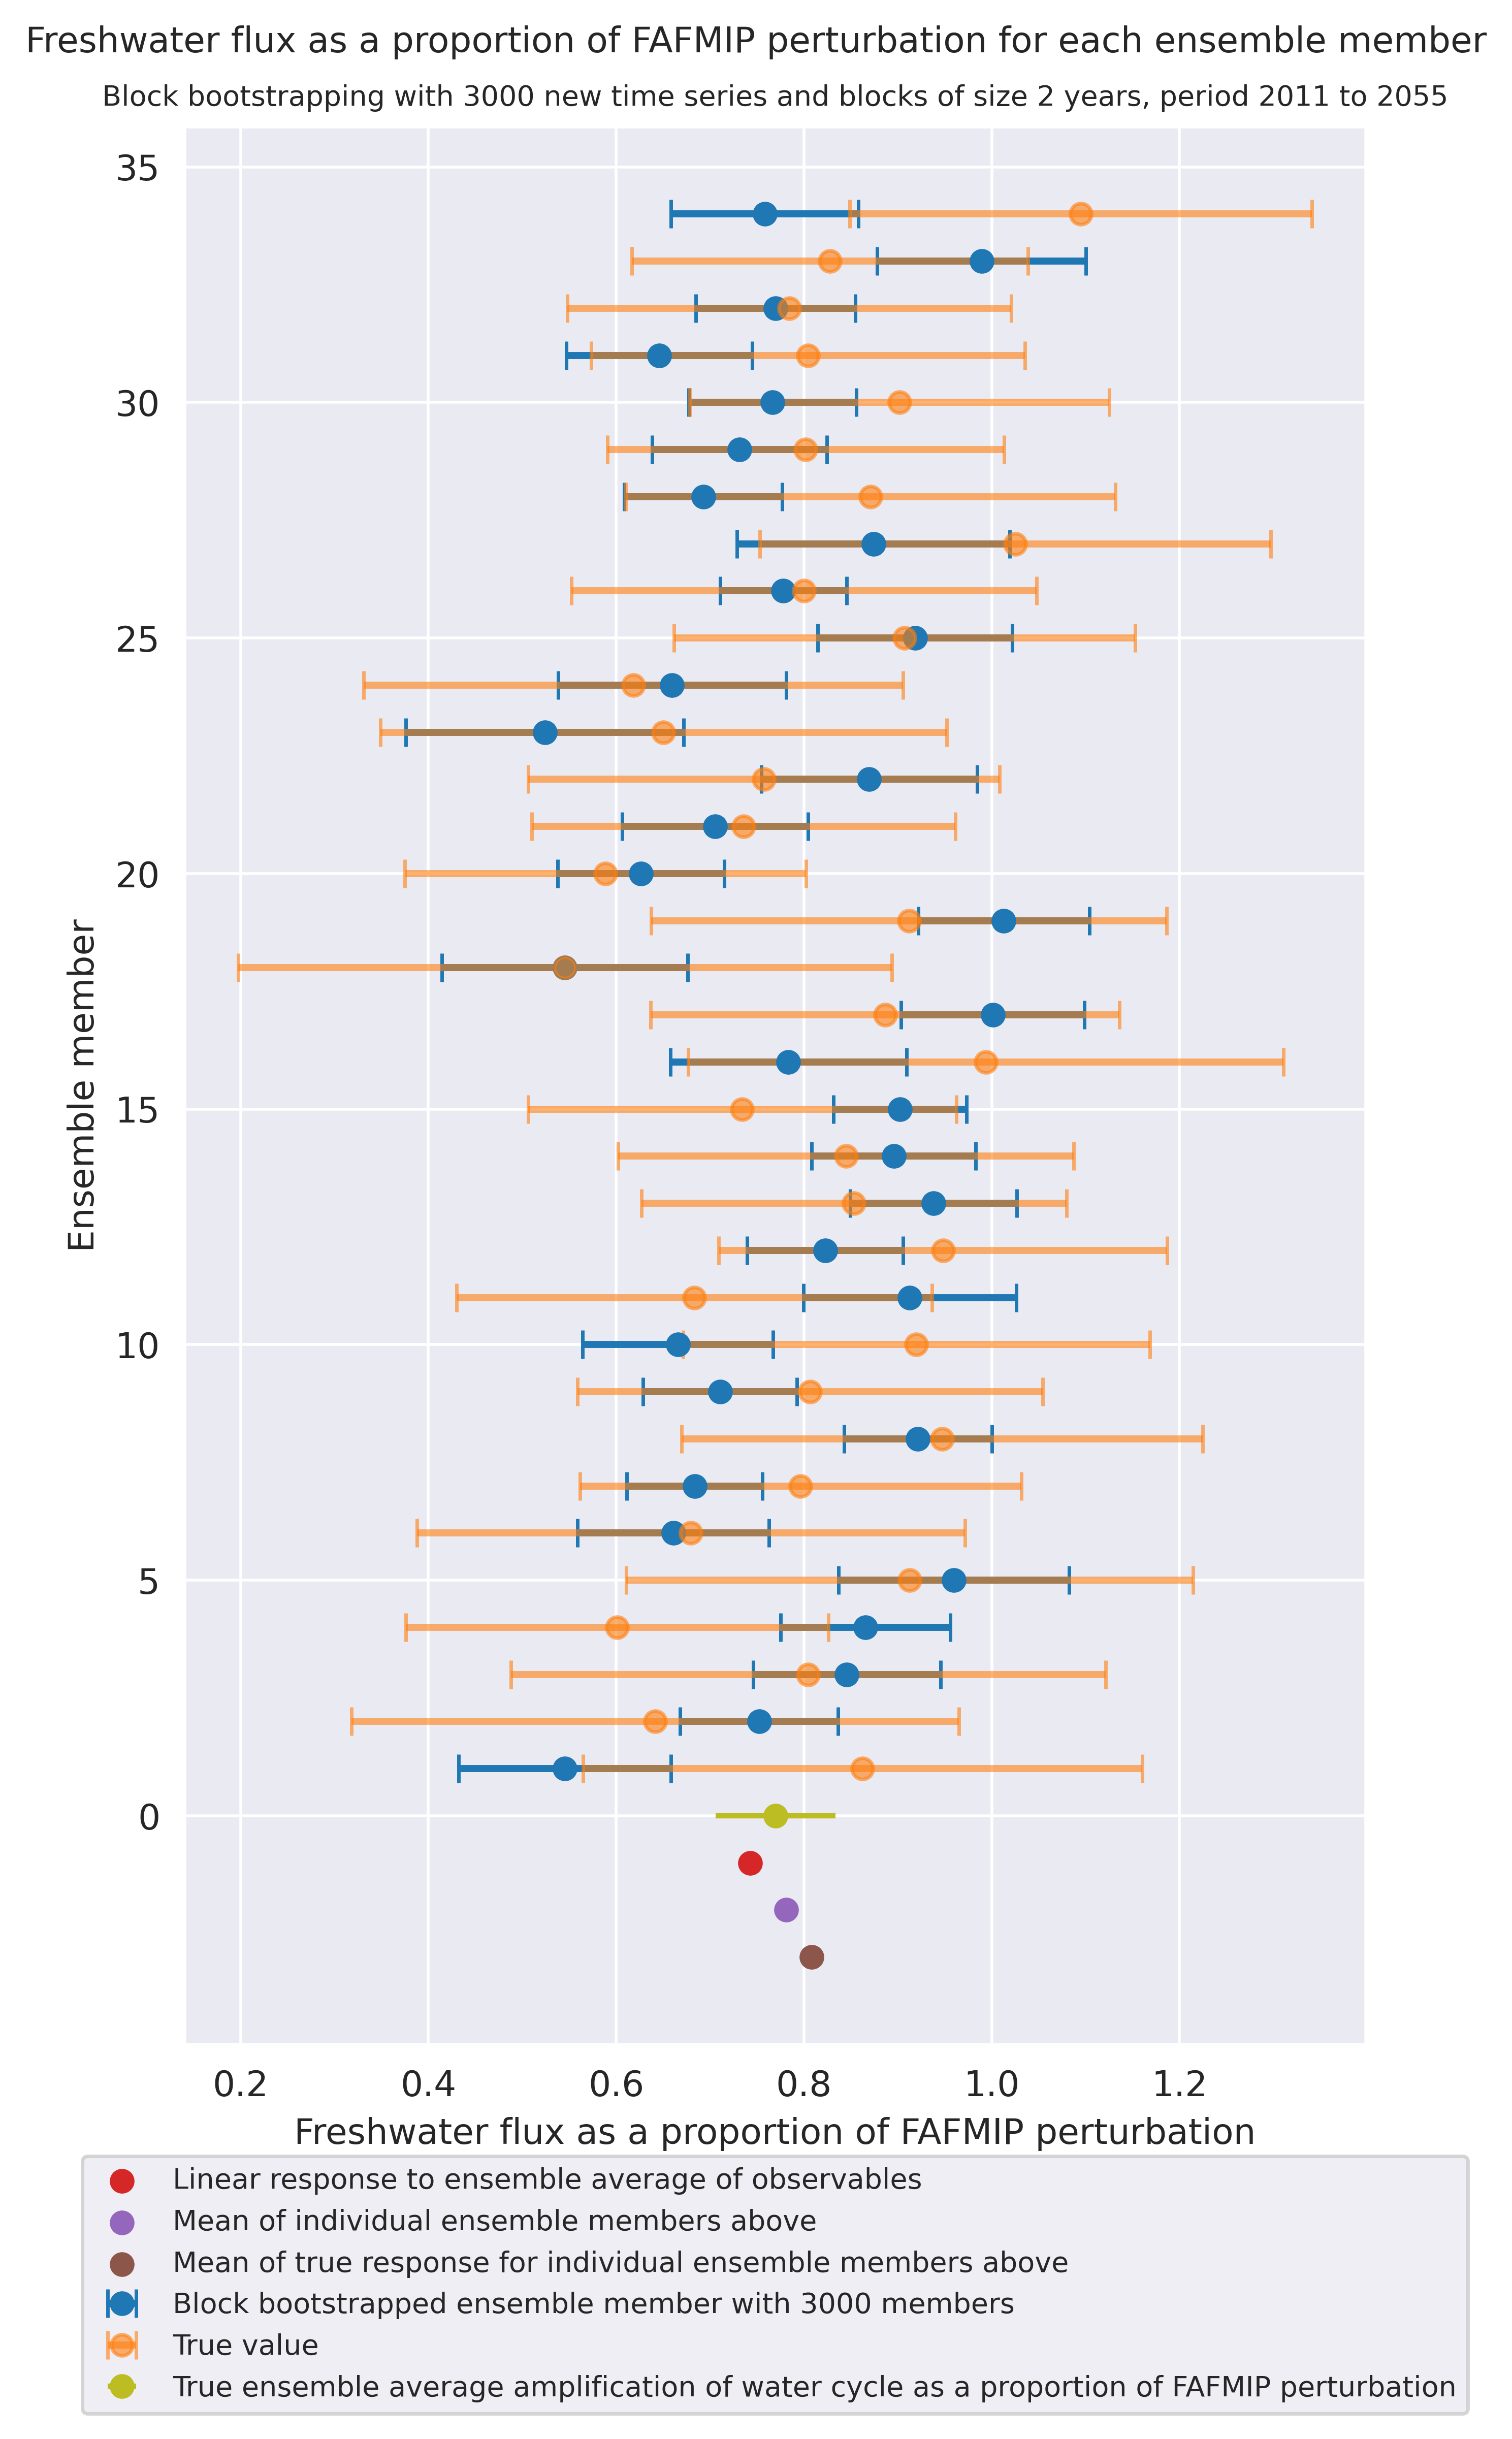 Freshwater flux as a proportion of FAFMIP perturbation for each ensemble member
Block bootstrapping with 3000 new time series and blocks of size 2 years, period 2011 to 2055
35
30
25
20
15
10
5
0
Ensemble member
0.2 0.4 0.6 0.8 1.0 1.2
Freshwater flux as a proportion of FAFMIP perturbation
Linear response to ensemble average of observables
Mean of individual ensemble members above
Mean of true response for individual ensemble members above
Block bootstrapped ensemble member with 3000 members
True value
True ensemble average amplification of water cycle as a proportion of FAFMIP perturbation